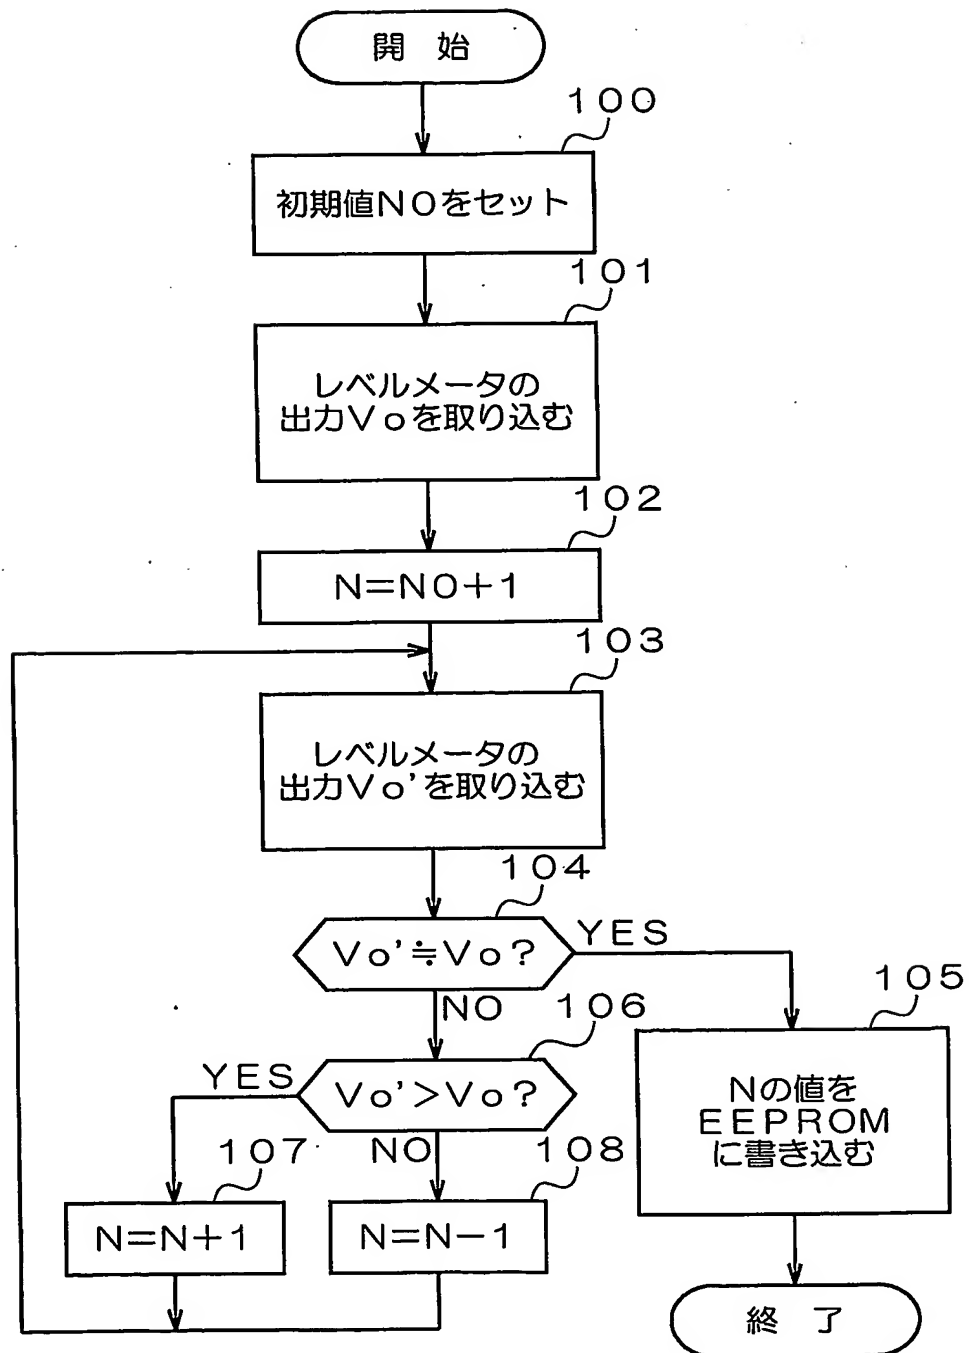 開 始
100
初期値N0をセット
101
レベルメータの
出力Voを取り込む
102
N=N0+1
103
レベルメータの
出力Vo'を取り込む
104
Vo'≒Vo?
YES
NO
105
Nの値を
EEPROM
に書き込む
106
Vo'>Vo?
YES
NO
107
N=N+1
108
N=N-1
終 了